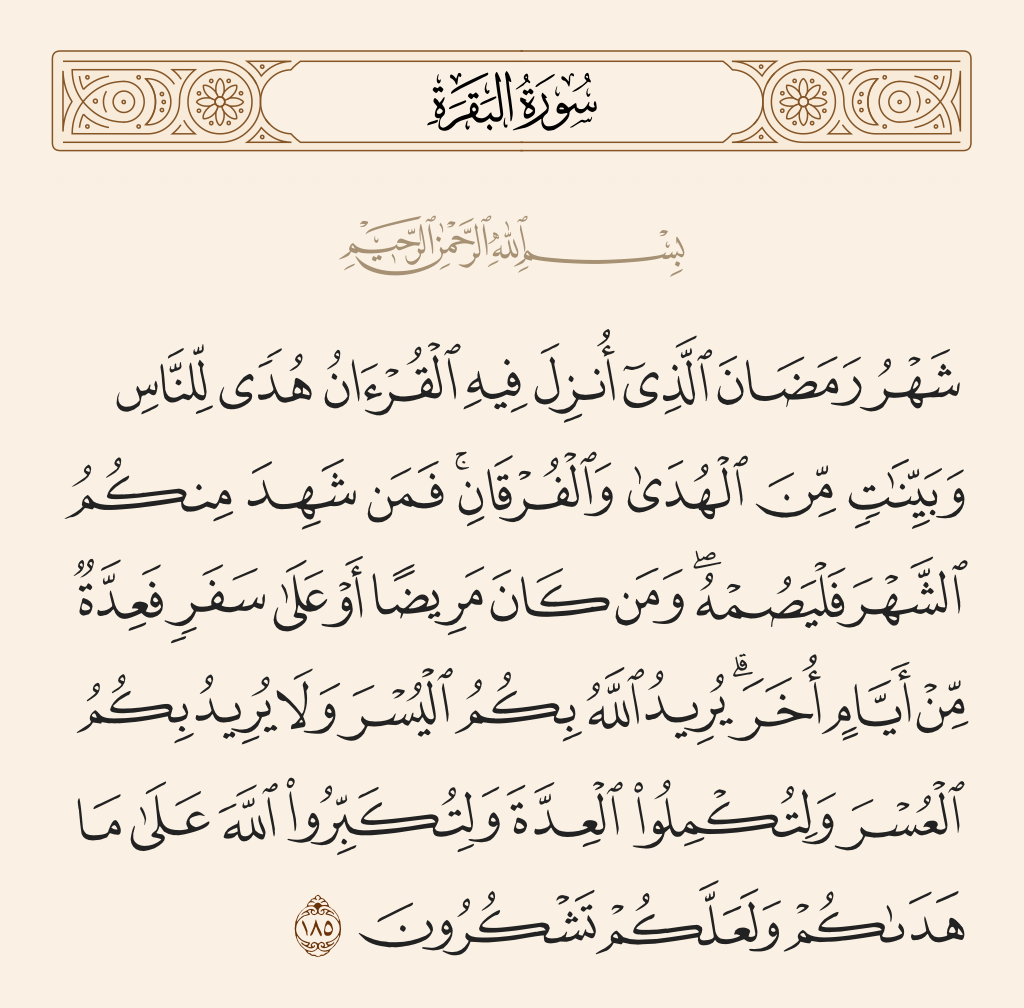 سُورَةُ البَقَرَةِ
بِسْمِ ٱللَّهِ ٱلرَّحْمَٰنِ ٱلرَّحِيمِ
شَهْرُ رَمَضَانَ ٱلَّذِىٓ أُنزِلَ فِيهِ ٱلْقُرْءَانُ هُدًى لِّلنَّاسِ
وَبَيِّنَٰتٍ مِّنَ ٱلْهُدَىٰ وَٱلْفُرْقَانِ ۚ فَمَن شَهِدَ مِنكُمُ
ٱلشَّهْرَ فَلْيَصُمْهُ ۖ وَمَن كَانَ مَرِيضًا أَوْ عَلَىٰ سَفَرٍ فَعِدَّةٌ
مِّنْ أَيَّامٍ أُخَرَ ۗ يُرِيدُ ٱللَّهُ بِكُمُ ٱلْيُسْرَ وَلَا يُرِيدُ بِكُمُ
ٱلْعُسْرَ وَلِتُكْمِلُوا۟ ٱلْعِدَّةَ وَلِتُكَبِّرُوا۟ ٱللَّهَ عَلَىٰ مَا
هَدَىٰكُمْ وَلَعَلَّكُمْ تَشْكُرُونَ ١٨٥